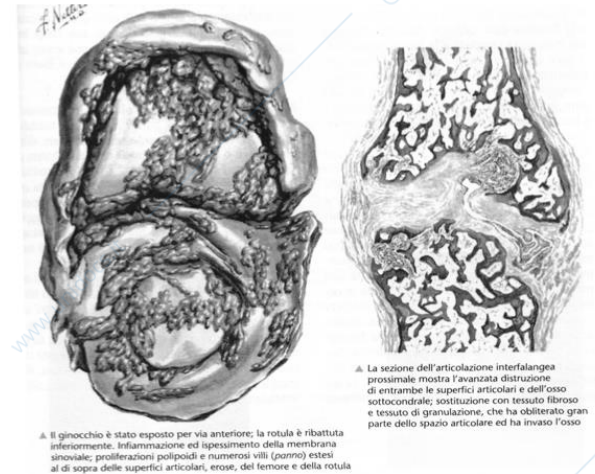 F. Netter
www.
▲ Il ginocchio è stato esposto per via anteriore; la rotula è ribattuta
inferiormente. Infiammazione ed ispessimento della membrana
sinoviale; proliferazioni polipoidi e numerosi villi (panno) estesi
al di sopra delle superfici articolari, erose, del femore e della rotula
▲ La sezione dell'articolazione interfalangea
prossimale mostra l'avanzata distruzione
di entrambe le superfici articolari e dell'osso
sottocondrale; sostituzione con tessuto fibroso
e tessuto di granulazione, che ha obliterato gran
parte dello spazio articolare ed ha invaso l'osso